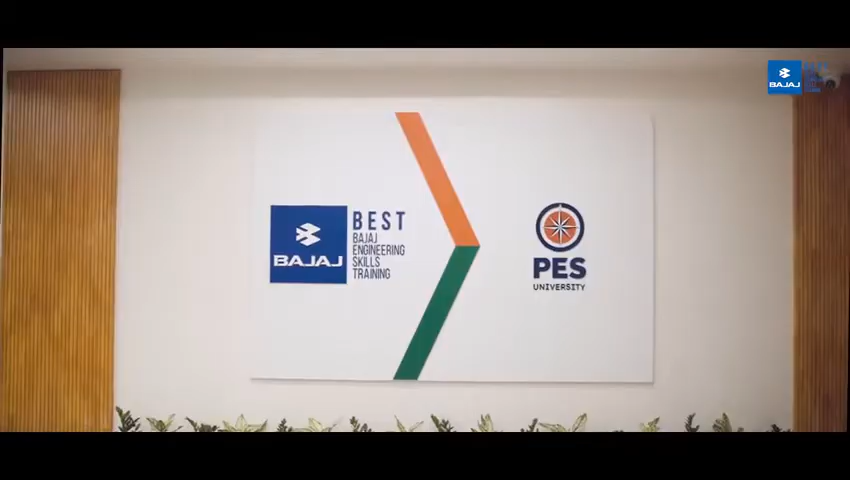 BAJAJ
BEST
BAJAJ
ENGINEERING
SKILLS
TRAINING
PES
UNIVERSITY
BAJAJ